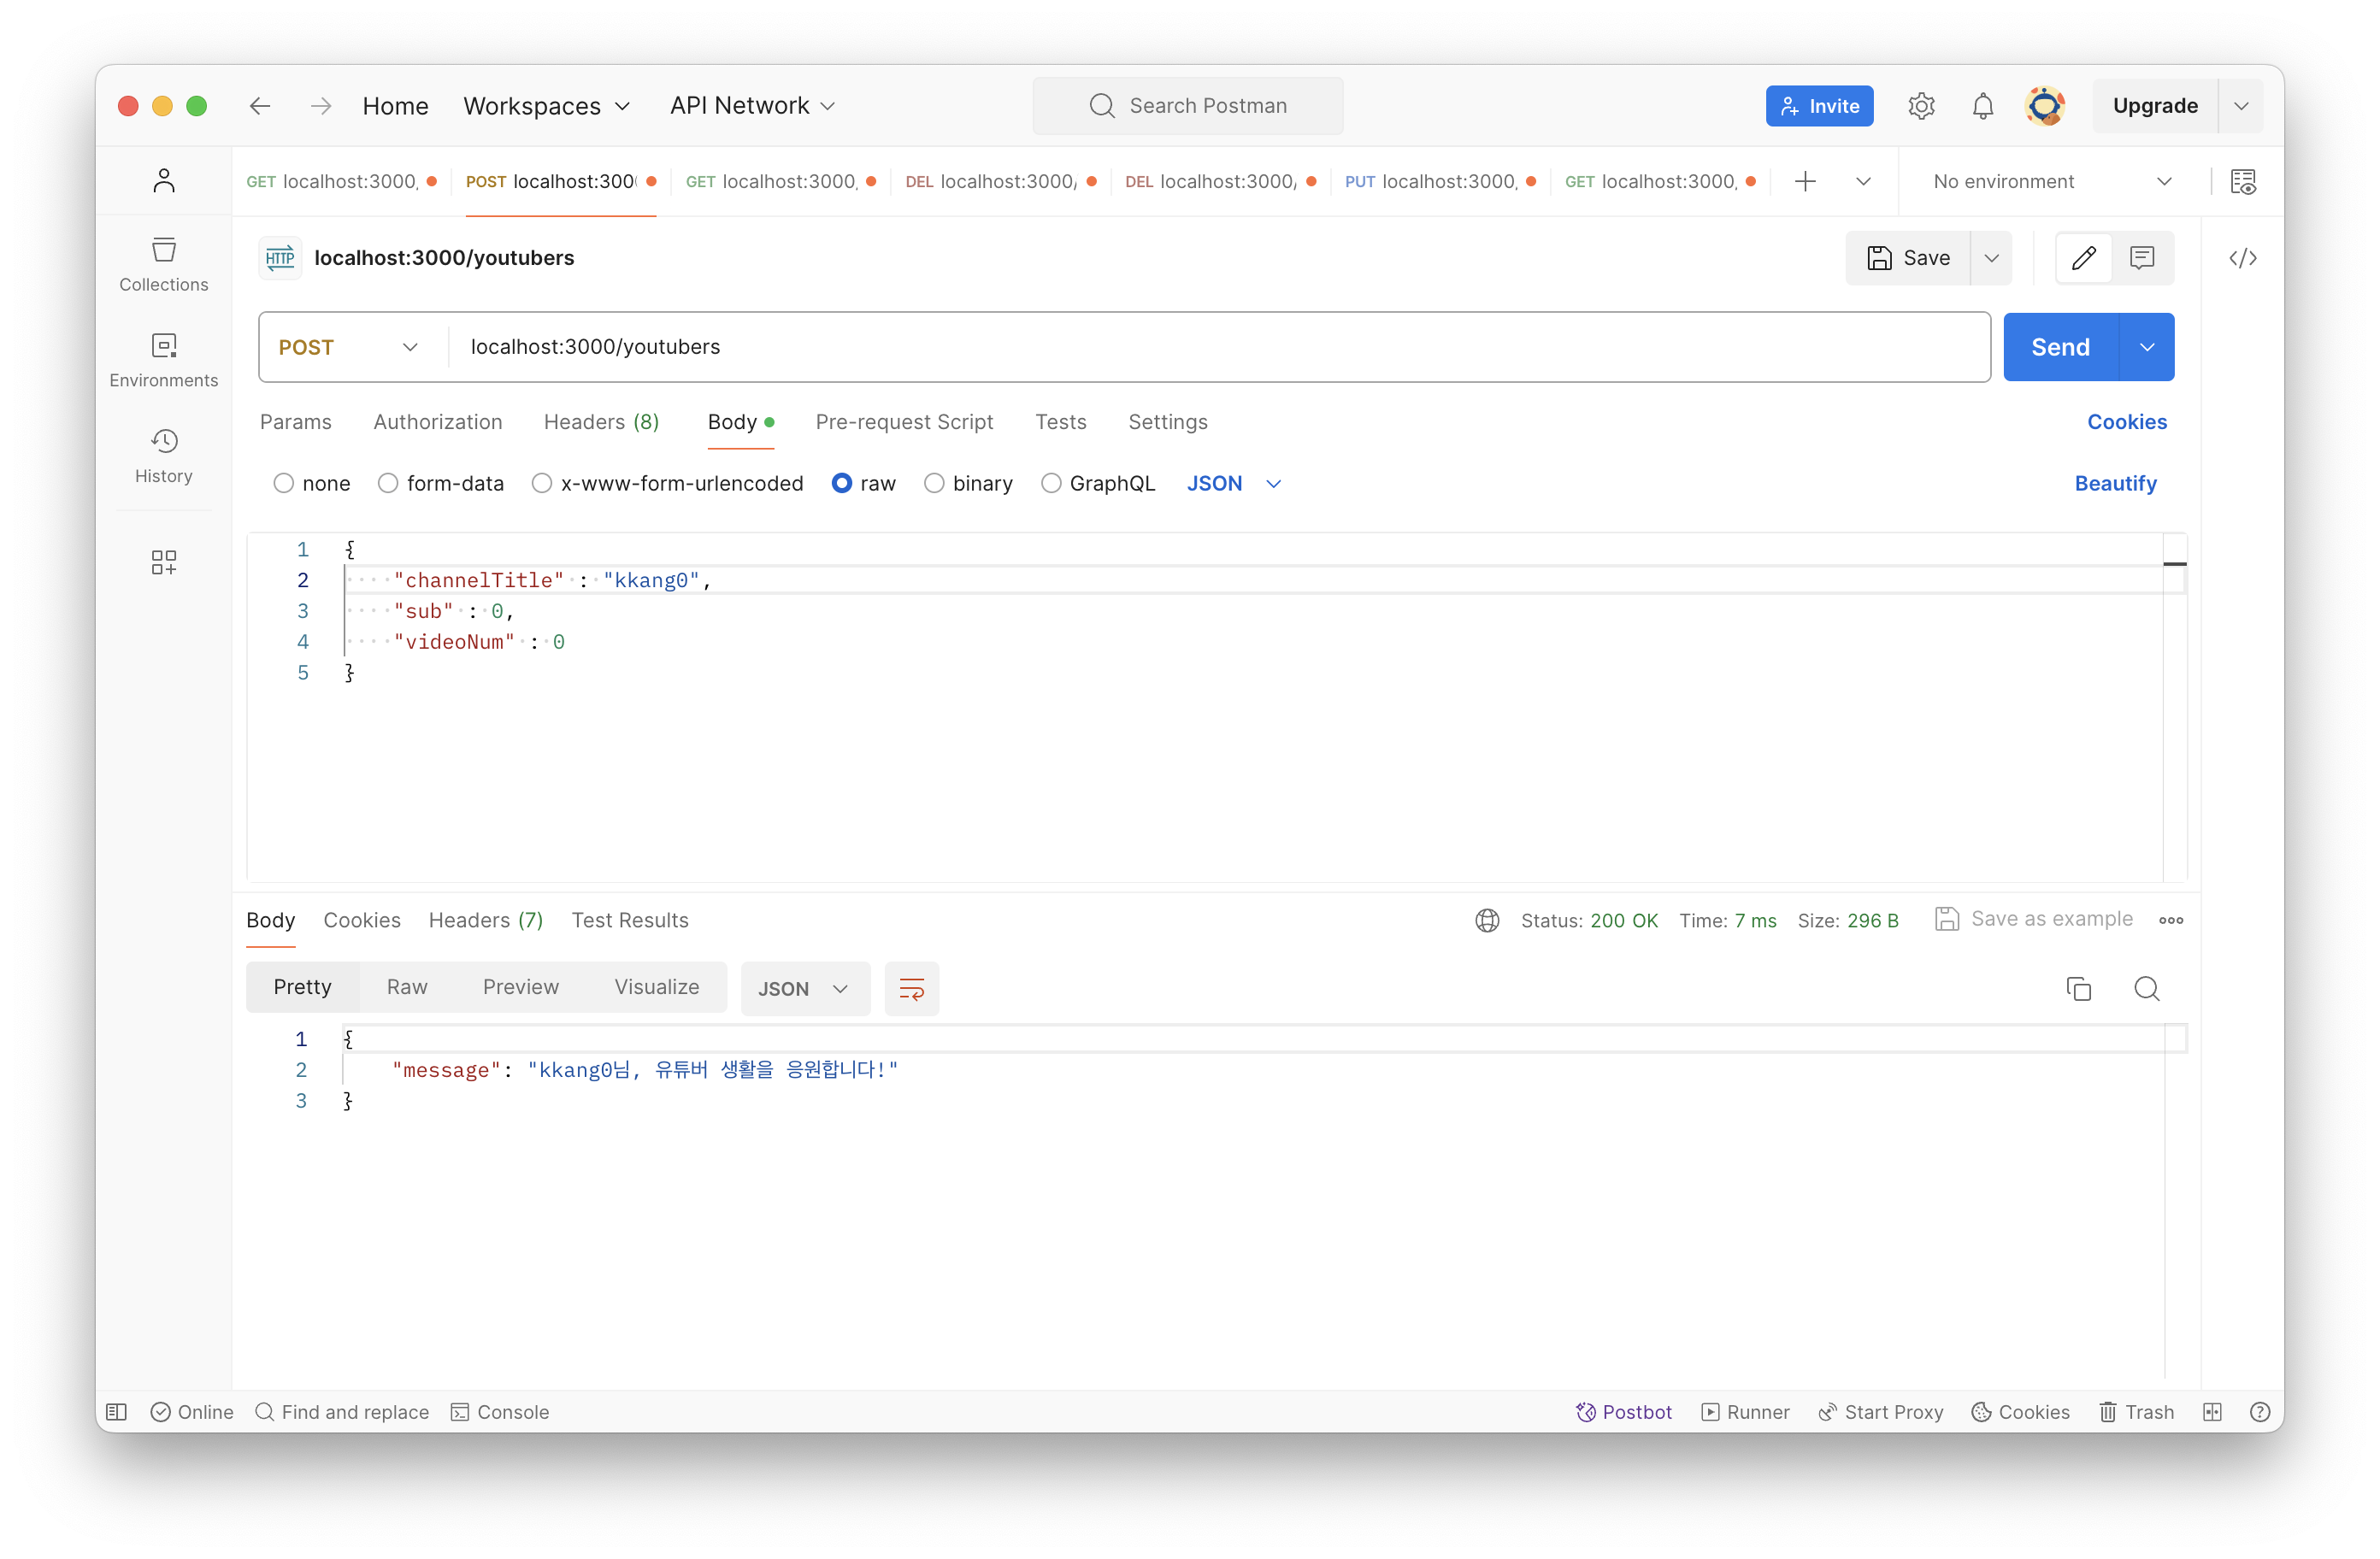 Home Workspaces API Network Search Postman Invite Upgrade
GET localhost:3000, POST localhost:300 GET localhost:3000, DEL localhost:3000/ DEL localhost:3000/ PUT localhost:3000, GET localhost:3000, No environment
Collections
Environments
History
HTTP localhost:3000/youtubers Save
POST localhost:3000/youtubers Send
Params Authorization Headers (8) Body Pre-request Script Tests Settings Cookies
none form-data x-www-form-urlencoded raw binary GraphQL JSON Beautify
1 {
2 "channelTitle" : "kkang0",
3 "sub" : 0,
4 "videoNum" : 0
5 }
Body Cookies Headers (7) Test Results Status: 200 OK Time: 7 ms Size: 296 B Save as example
Pretty Raw Preview Visualize JSON
1 {
2 "message": "kkang0님, 유튜버 생활을 응원합니다!"
3 }
Online Find and replace Console Postbot Runner Start Proxy Cookies Trash